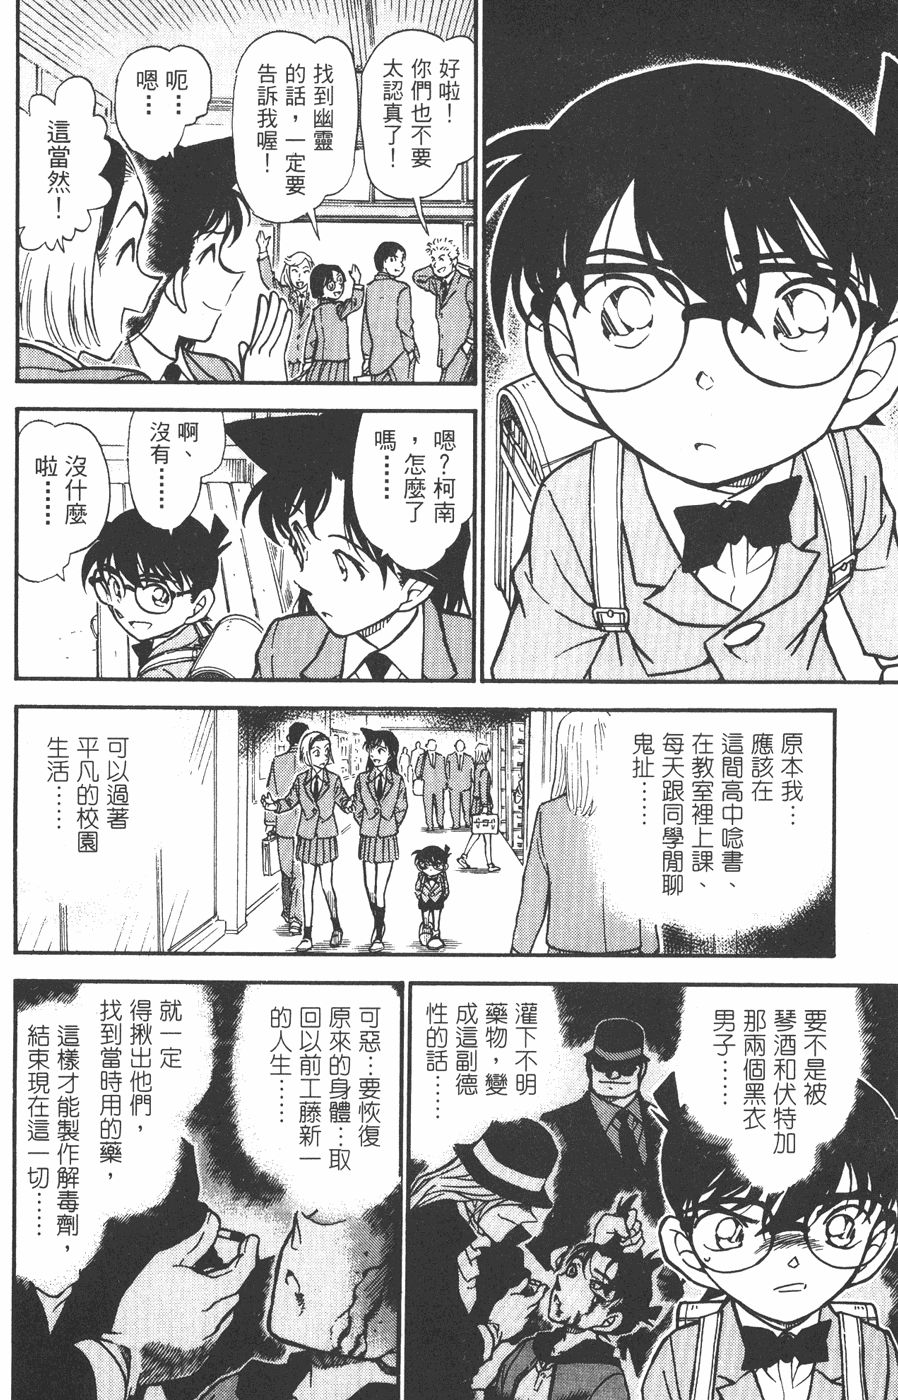 好啦！
你們也不要
太認真了！
找到幽靈
的話，一定要
告訴我喔！
呃…
嗯…
這當然！
嗯？柯南
，怎麼了
嗎……
啊、
沒有……
沒什麼
啦……
原本我…
應該在
這間高中唸書、
在教室裡上課、
每天跟同學閒聊
鬼扯……
可以過著
平凡的校園
生活……
要不是被
琴酒和伏特加
那兩個黑衣
男子……
灌下不明
藥物，變
成這副德
性的話……
可惡…要恢復
原來的身體…取
回以前工藤新一
的人生……
就一定
得揪出他們，
找到當時用的藥，
這樣才能製作解毒劑，
結束現在這一切……